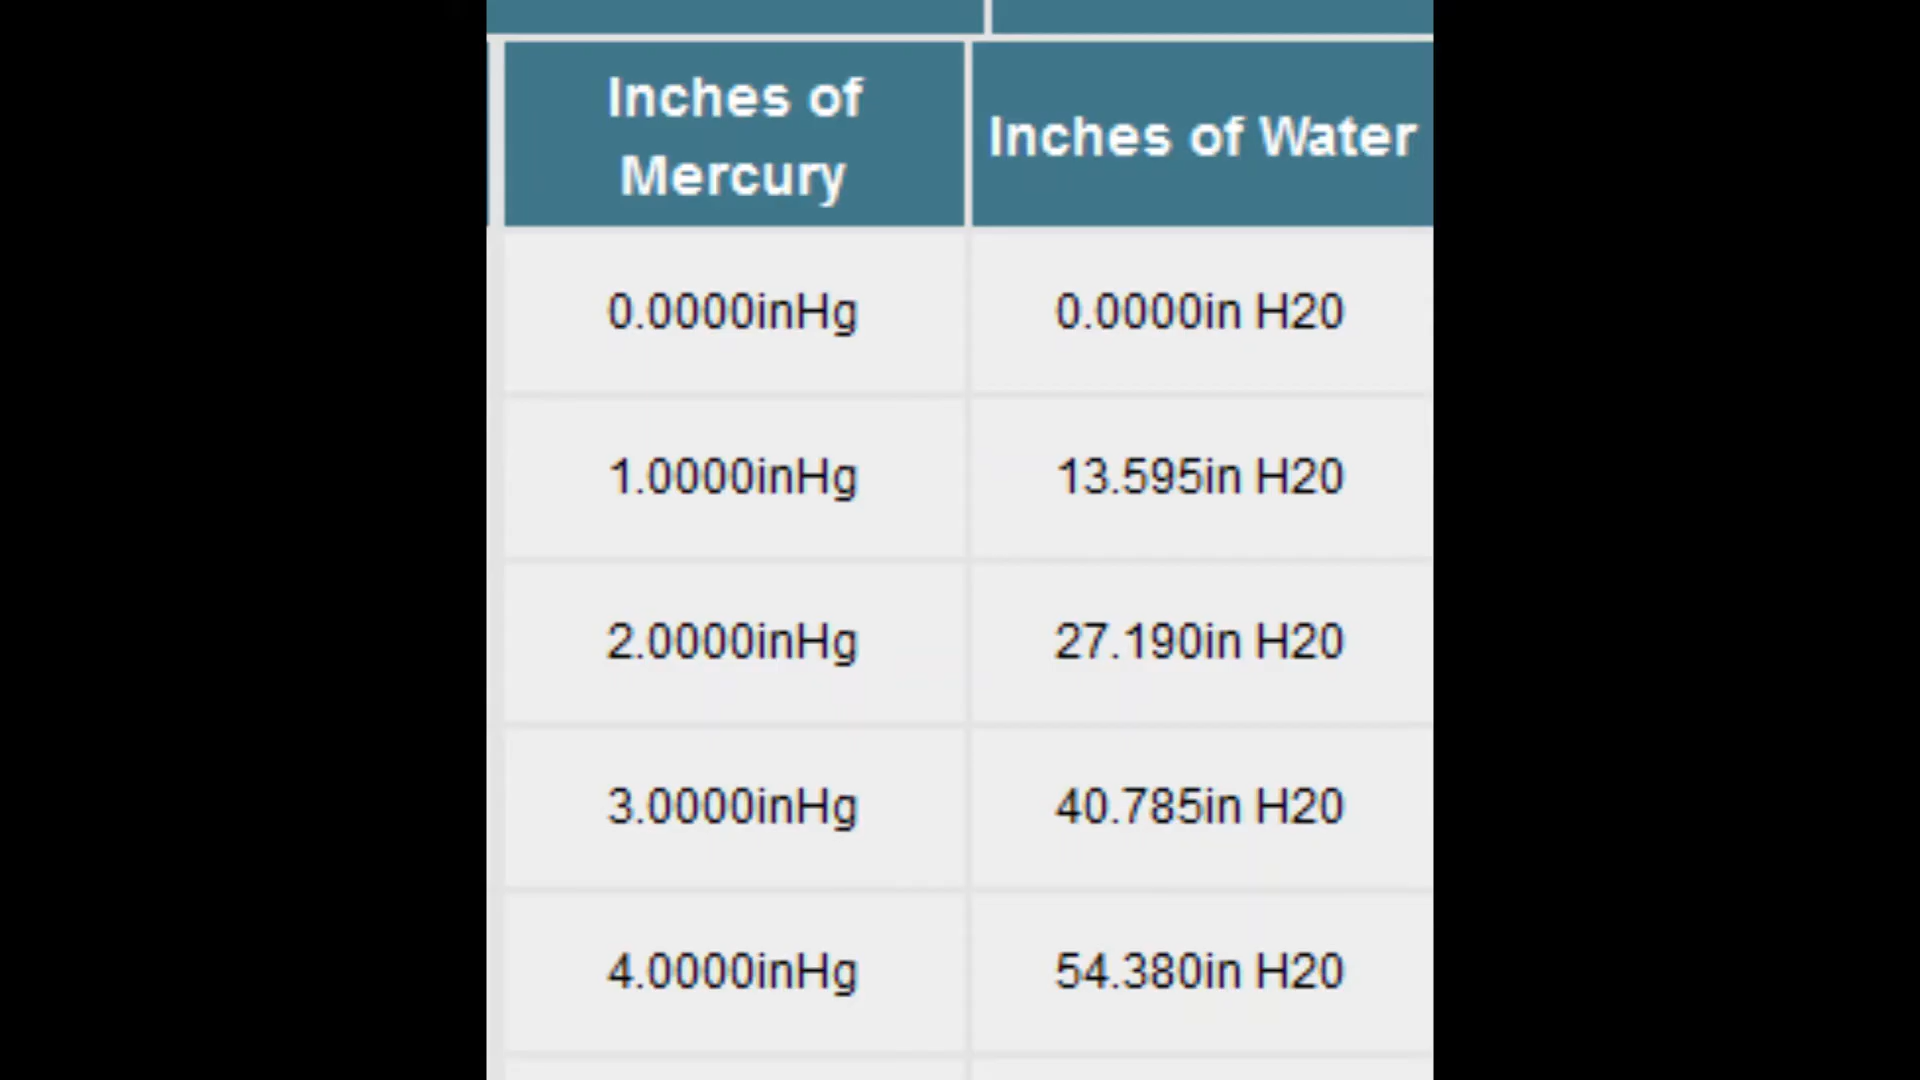 Inches of
Mercury
Inches of Water
0.0000inHg 0.0000in H20
1.0000inHg 13.595in H20
2.0000inHg 27.190in H20
3.0000inHg 40.785in H20
4.0000inHg 54.380in H20